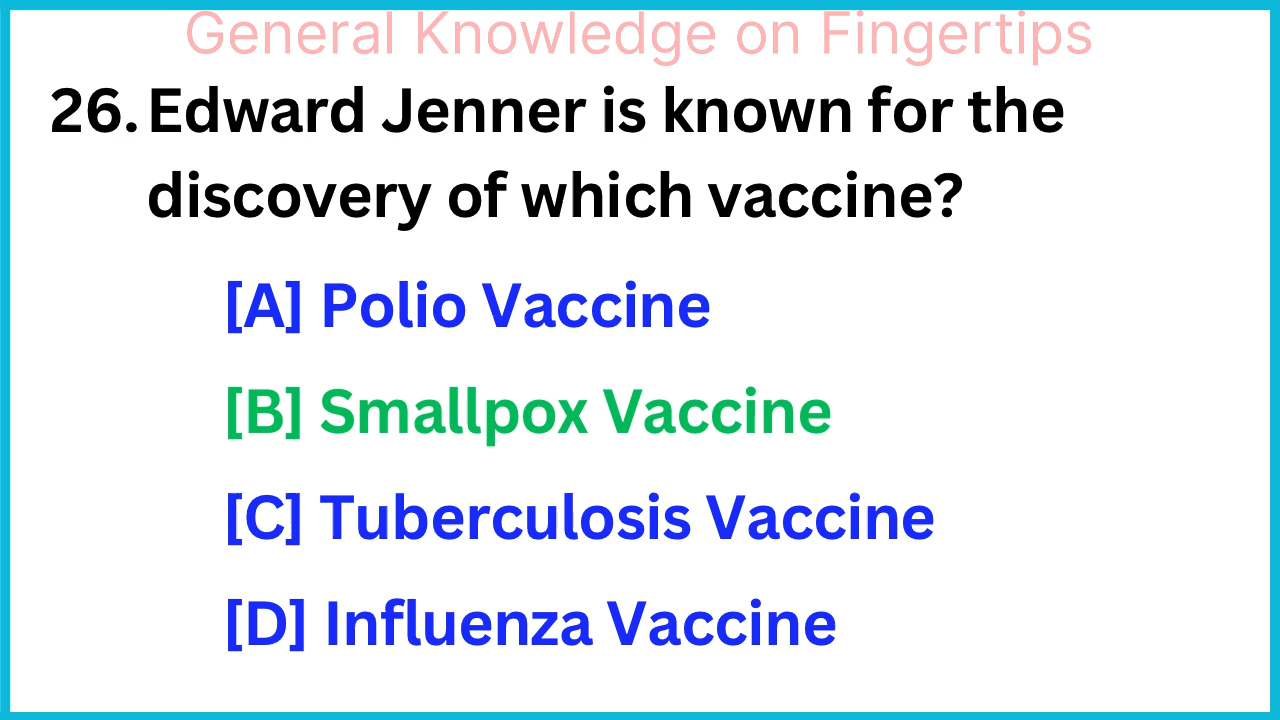 General Knowledge on Fingertips
26. Edward Jenner is known for the
discovery of which vaccine?
[A] Polio Vaccine
[B] Smallpox Vaccine
[C] Tuberculosis Vaccine
[D] Influenza Vaccine